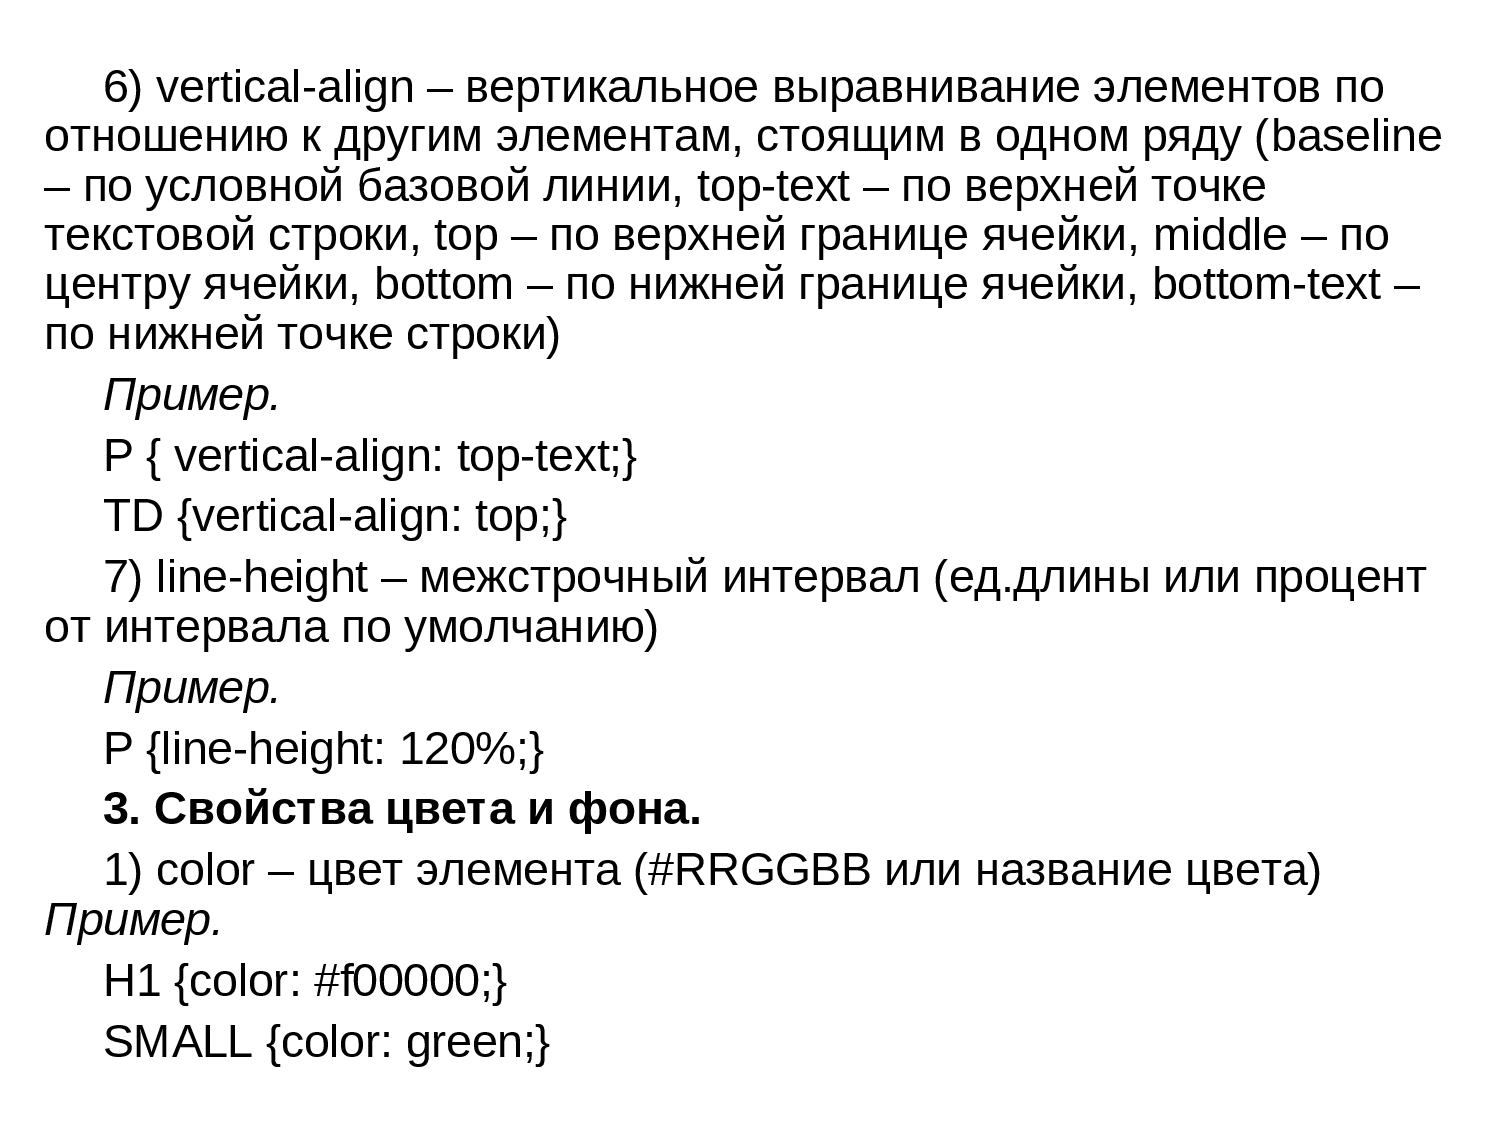 6) vertical-align – вертикальное выравнивание элементов по
отношению к другим элементам, стоящим в одном ряду (baseline
– по условной базовой линии, top-text – по верхней точке
текстовой строки, top – по верхней границе ячейки, middle – по
центру ячейки, bottom – по нижней границе ячейки, bottom-text –
по нижней точке строки)
Пример.
P { vertical-align: top-text;}
TD {vertical-align: top;}
7) line-height – межстрочный интервал (ед.длины или процент
от интервала по умолчанию)
Пример.
P {line-height: 120%;}
3. Свойства цвета и фона.
1) color – цвет элемента (#RRGGBB или название цвета)
Пример.
H1 {color: #f00000;}
SMALL {color: green;}